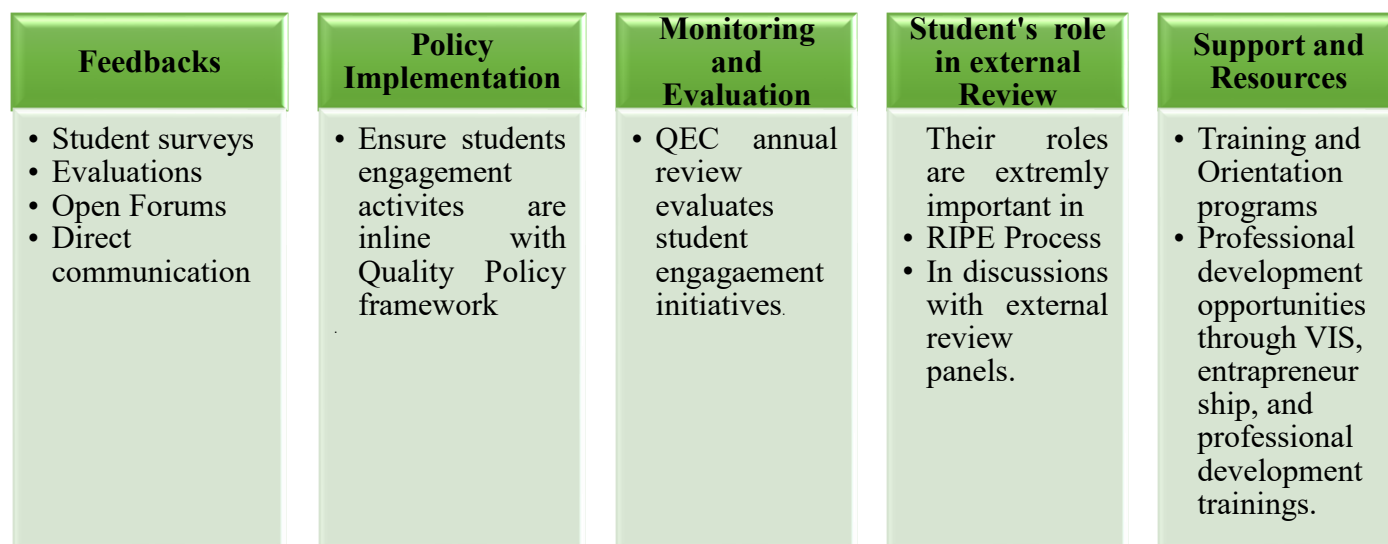 Feedbacks
• Student surveys
• Evaluations
• Open Forums
• Direct
communication
Policy
Implementation
• Ensure students
engagement
activites are
inline with
Quality Policy
framework
.
Monitoring
and
Evaluation
• QEC annual
review
evaluates
student
engagaement
initiatives.
Student's role
in external
Review
Their roles
are extremly
important in
• RIPE Process
• In discussions
with external
review
panels.
Support and
Resources
• Training and
Orientation
programs
• Professional
development
opportunities
through VIS,
entrapreneur
ship, and
professional
development
trainings.